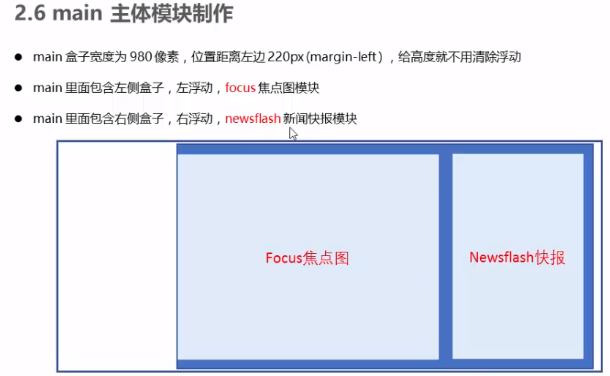 2.6 main 主体模块制作
● main 盒子宽度为 980 像素，位置距离左边 220px (margin-left) ，给高度就不用清除浮动
● main 里面包含左侧盒子，左浮动，focus 焦点图模块
● main 里面包含右侧盒子，右浮动，newsflash 新闻快报模块
Focus焦点图
Newsflash快报